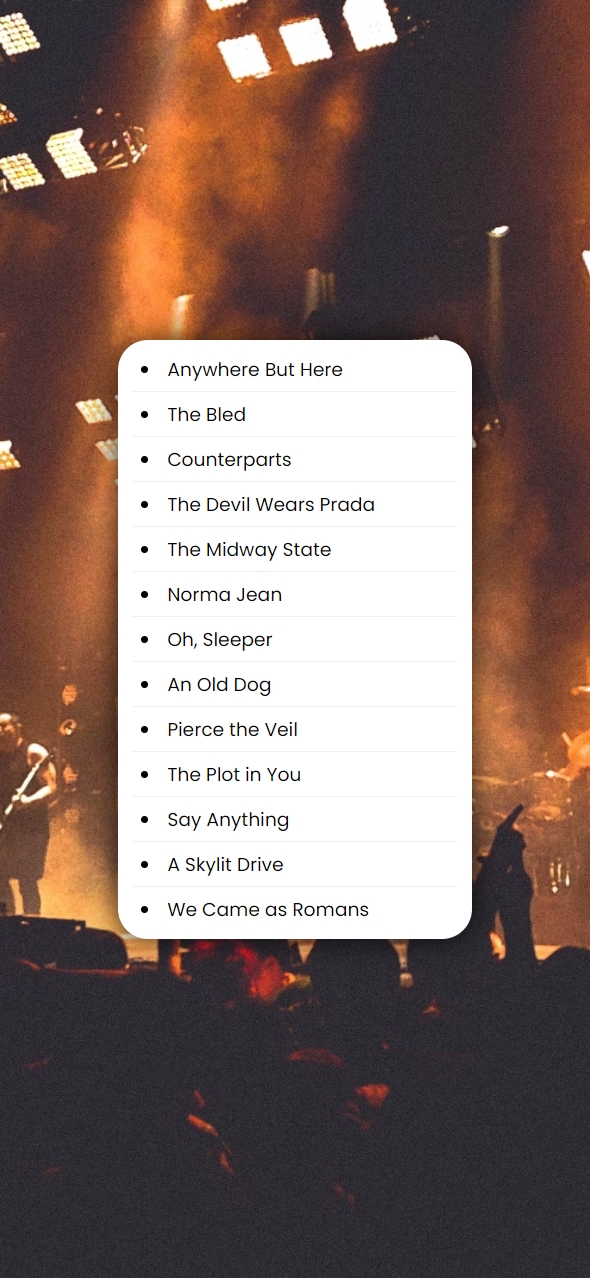 Anywhere But Here
The Bled
Counterparts
The Devil Wears Prada
The Midway State
Norma Jean
Oh, Sleeper
An Old Dog
Pierce the Veil
The Plot in You
Say Anything
A Skylit Drive
We Came as Romans